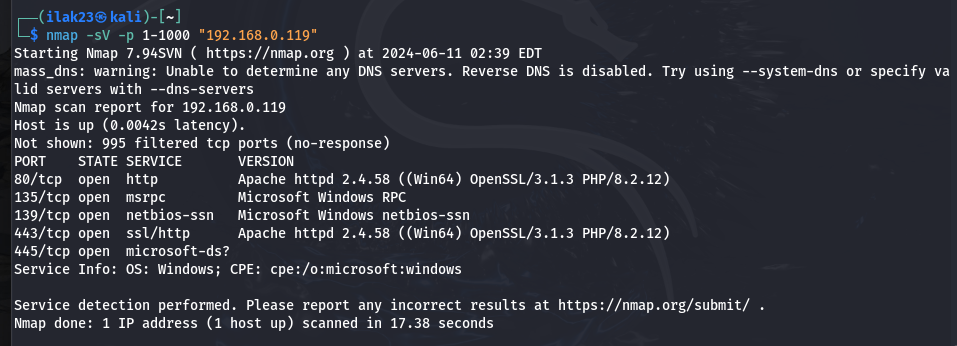 ┌──(ilak23㉿kali)-[~]
└─$ nmap -sV -p 1-1000 "192.168.0.119"
Starting Nmap 7.94SVN ( https://nmap.org ) at 2024-06-11 02:39 EDT
mass_dns: warning: Unable to determine any DNS servers. Reverse DNS is disabled. Try using --system-dns or specify va
lid servers with --dns-servers
Nmap scan report for 192.168.0.119
Host is up (0.0042s latency).
Not shown: 995 filtered tcp ports (no-response)
PORT    STATE SERVICE       VERSION
80/tcp  open  http          Apache httpd 2.4.58 ((Win64) OpenSSL/3.1.3 PHP/8.2.12)
135/tcp open  msrpc         Microsoft Windows RPC
139/tcp open  netbios-ssn   Microsoft Windows netbios-ssn
443/tcp open  ssl/http      Apache httpd 2.4.58 ((Win64) OpenSSL/3.1.3 PHP/8.2.12)
445/tcp open  microsoft-ds?
Service Info: OS: Windows; CPE: cpe:/o:microsoft:windows

Service detection performed. Please report any incorrect results at https://nmap.org/submit/ .
Nmap done: 1 IP address (1 host up) scanned in 17.38 seconds